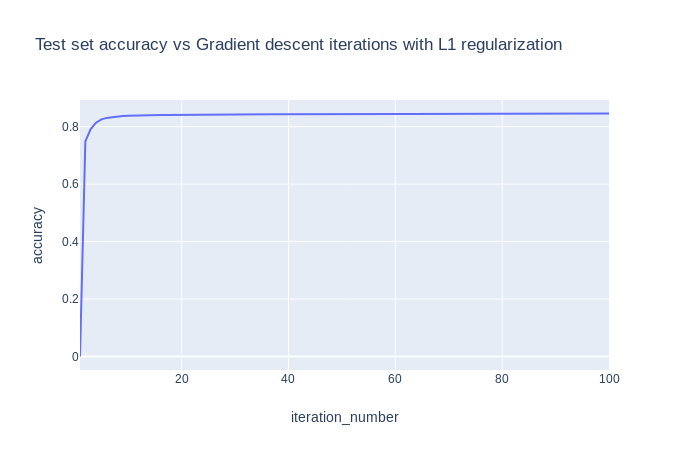 Test set accuracy vs Gradient descent iterations with L1 regularization
0.8
0.6
0.4
0.2
0
accuracy
20 40 60 80 100
iteration_number